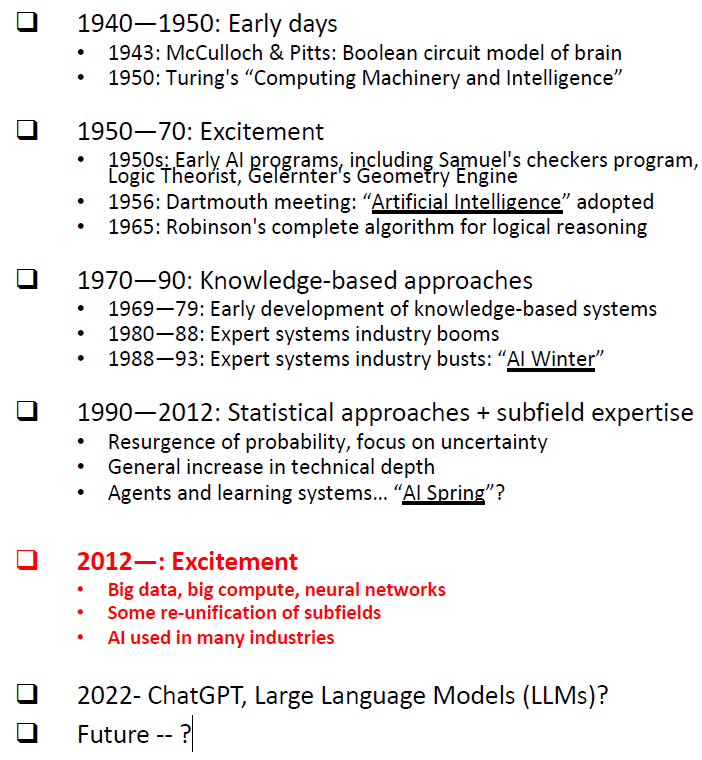 ❑ 1940—1950: Early days
• 1943: McCulloch & Pitts: Boolean circuit model of brain
• 1950: Turing's “Computing Machinery and Intelligence”
❑ 1950—70: Excitement
• 1950s: Early AI programs, including Samuel's checkers program,
Logic Theorist, Gelernter's Geometry Engine
• 1956: Dartmouth meeting: “Artificial Intelligence” adopted
• 1965: Robinson's complete algorithm for logical reasoning
❑ 1970—90: Knowledge-based approaches
• 1969—79: Early development of knowledge-based systems
• 1980—88: Expert systems industry booms
• 1988—93: Expert systems industry busts: “AI Winter”
❑ 1990—2012: Statistical approaches + subfield expertise
• Resurgence of probability, focus on uncertainty
• General increase in technical depth
• Agents and learning systems… “AI Spring”?
❑ 2012—: Excitement
• Big data, big compute, neural networks
• Some re-unification of subfields
• AI used in many industries
❑ 2022- ChatGPT, Large Language Models (LLMs)?
❑ Future -- ?